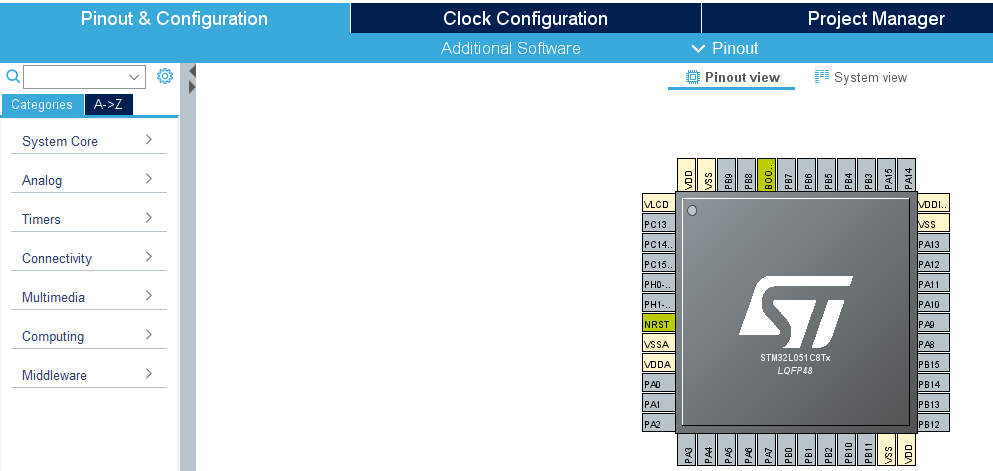 Pinout & Configuration
Clock Configuration
Project Manager
Additional Software
Pinout
Pinout view
System view
Categories
A->Z
System Core
Analog
Timers
Connectivity
Multimedia
Computing
Middleware
VDD
VSS
PB9
PB8
BOO..
PB7
PB6
PB5
PB4
PB3
PA15
PA14
VLCD
PC13
PC14..
PC15..
PH0-..
PH1-..
NRST
VSSA
VDDA
PA0
PA1
PA2
VDDI..
VSS
PA13
PA12
PA11
PA10
PA9
PA8
PB15
PB14
PB13
PB12
ST
STM32L051C8Tx
LQFP48
PA3
PA4
PA5
PA6
PA7
PB0
PB1
PB2
PB10
PB11
VSS
VDD